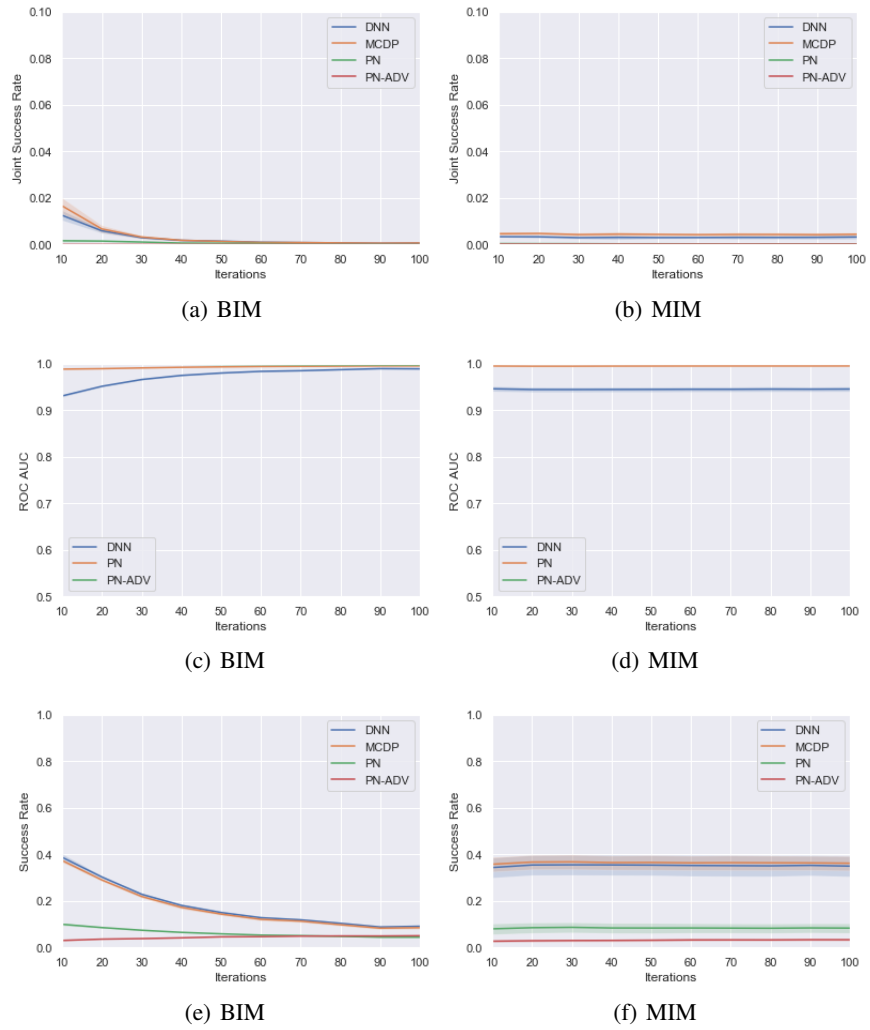 0.10
0.08
0.06
0.04
0.02
0.00
Joint Success Rate
DNN
MCDP
PN
PN-ADV
10 20 30 40 50 60 70 80 90 100
Iterations
(a) BIM
0.10
0.08
0.06
0.04
0.02
0.00
Joint Success Rate
DNN
MCDP
PN
PN-ADV
10 20 30 40 50 60 70 80 90 100
Iterations
(b) MIM
1.0
0.9
0.8
0.7
0.6
0.5
ROC AUC
DNN
PN
PN-ADV
10 20 30 40 50 60 70 80 90 100
Iterations
(c) BIM
1.0
0.9
0.8
0.7
0.6
0.5
ROC AUC
DNN
PN
PN-ADV
10 20 30 40 50 60 70 80 90 100
Iterations
(d) MIM
1.0
0.8
0.6
0.4
0.2
0.0
Success Rate
DNN
MCDP
PN
PN-ADV
10 20 30 40 50 60 70 80 90 100
Iterations
(e) BIM
1.0
0.8
0.6
0.4
0.2
0.0
Success Rate
DNN
MCDP
PN
PN-ADV
10 20 30 40 50 60 70 80 90 100
Iterations
(f) MIM